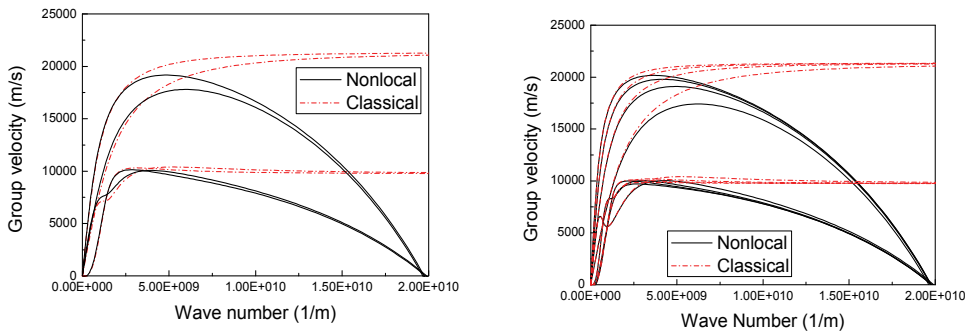 25000
20000
15000
10000
5000
0
Group velocity (m/s)
Nonlocal
Classical
0.00E+000 5.00E+009 1.00E+010 1.50E+010 2.00E+010
Wave number (1/m)
25000
20000
15000
10000
5000
0
Group velocity (m/s)
Nonlocal
Classical
0.00E+000 5.00E+009 1.00E+010 1.50E+010 2.00E+010
Wave Number (1/m)